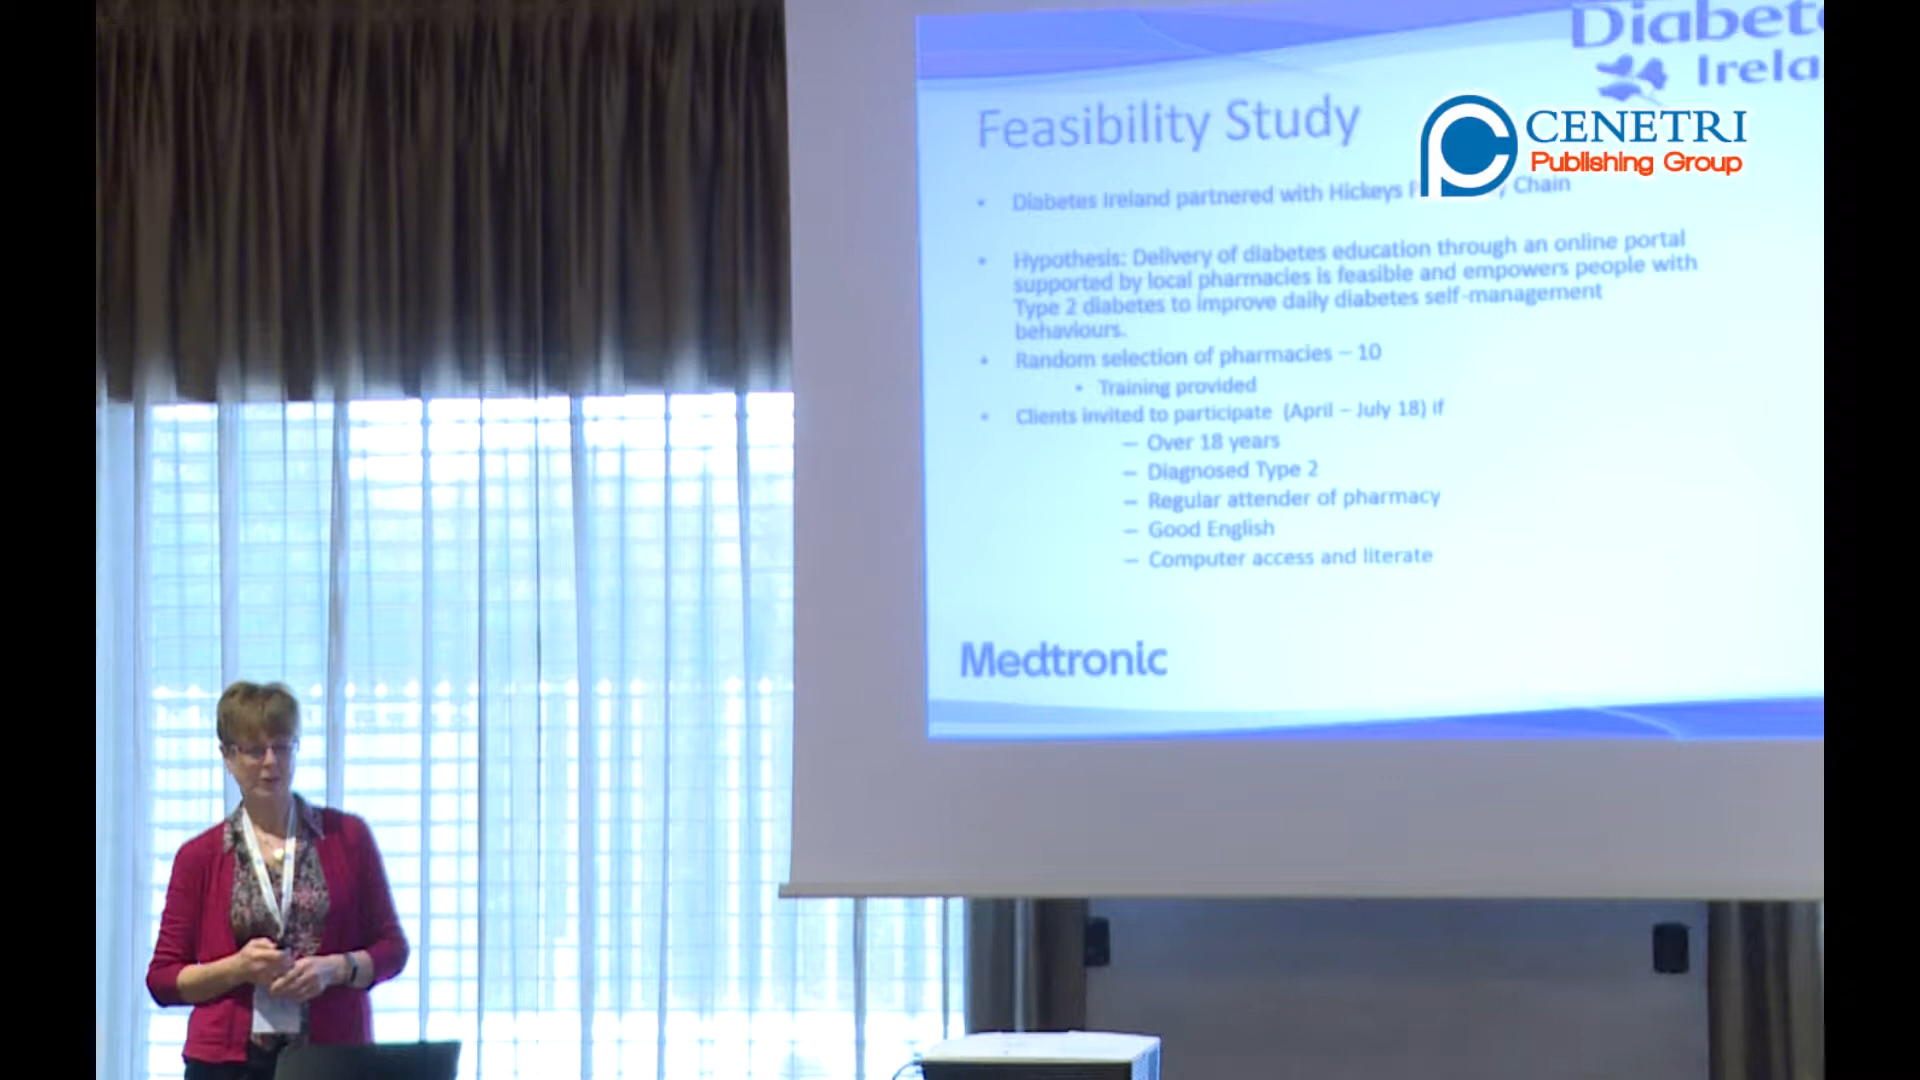 Diabet
Irela
CENETRI
Publishing Group
Feasibility Study
• Diabetes Ireland partnered with Hickeys P y Chain
• Hypothesis: Delivery of diabetes education through an online portal
supported by local pharmacies is feasible and empowers people with
Type 2 diabetes to improve daily diabetes self-management
behaviours.
• Random selection of pharmacies – 10
• Training provided
• Clients invited to participate (April – July 18) if
– Over 18 years
– Diagnosed Type 2
– Regular attender of pharmacy
– Good English
– Computer access and literate
Medtronic